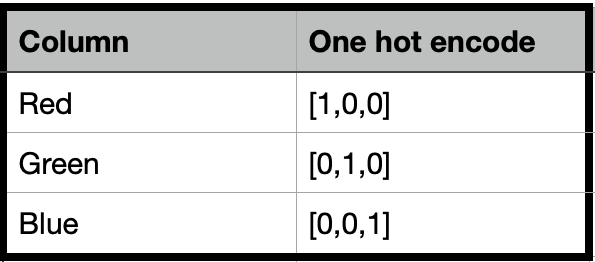 Column One hot encode
Red [1,0,0]
Green [0,1,0]
Blue [0,0,1]